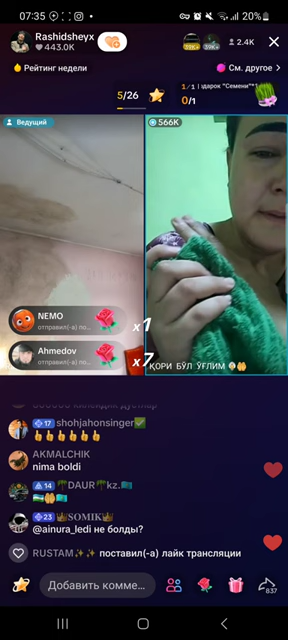 07:35
20%
Rashidsheyx
443.0K
39K+
39K+
2.4K
Рейтинг недели
См. другое >
5/26
1/1
0/1
Ведущий
566K
NEMO
отправил(-а) по...
x1
Ahmedov
отправил(-а) по...
x7
ҚОРИ БЎЛ ЎҒЛИМ
17 shohjahonsinger
AKMALCHIK
nima boldi
14 DAUR kz.
23 SOMIK
@ainura_ledi не болды?
RUSTAM поставил(-а) лайк трансляции
Добавить комме...
837